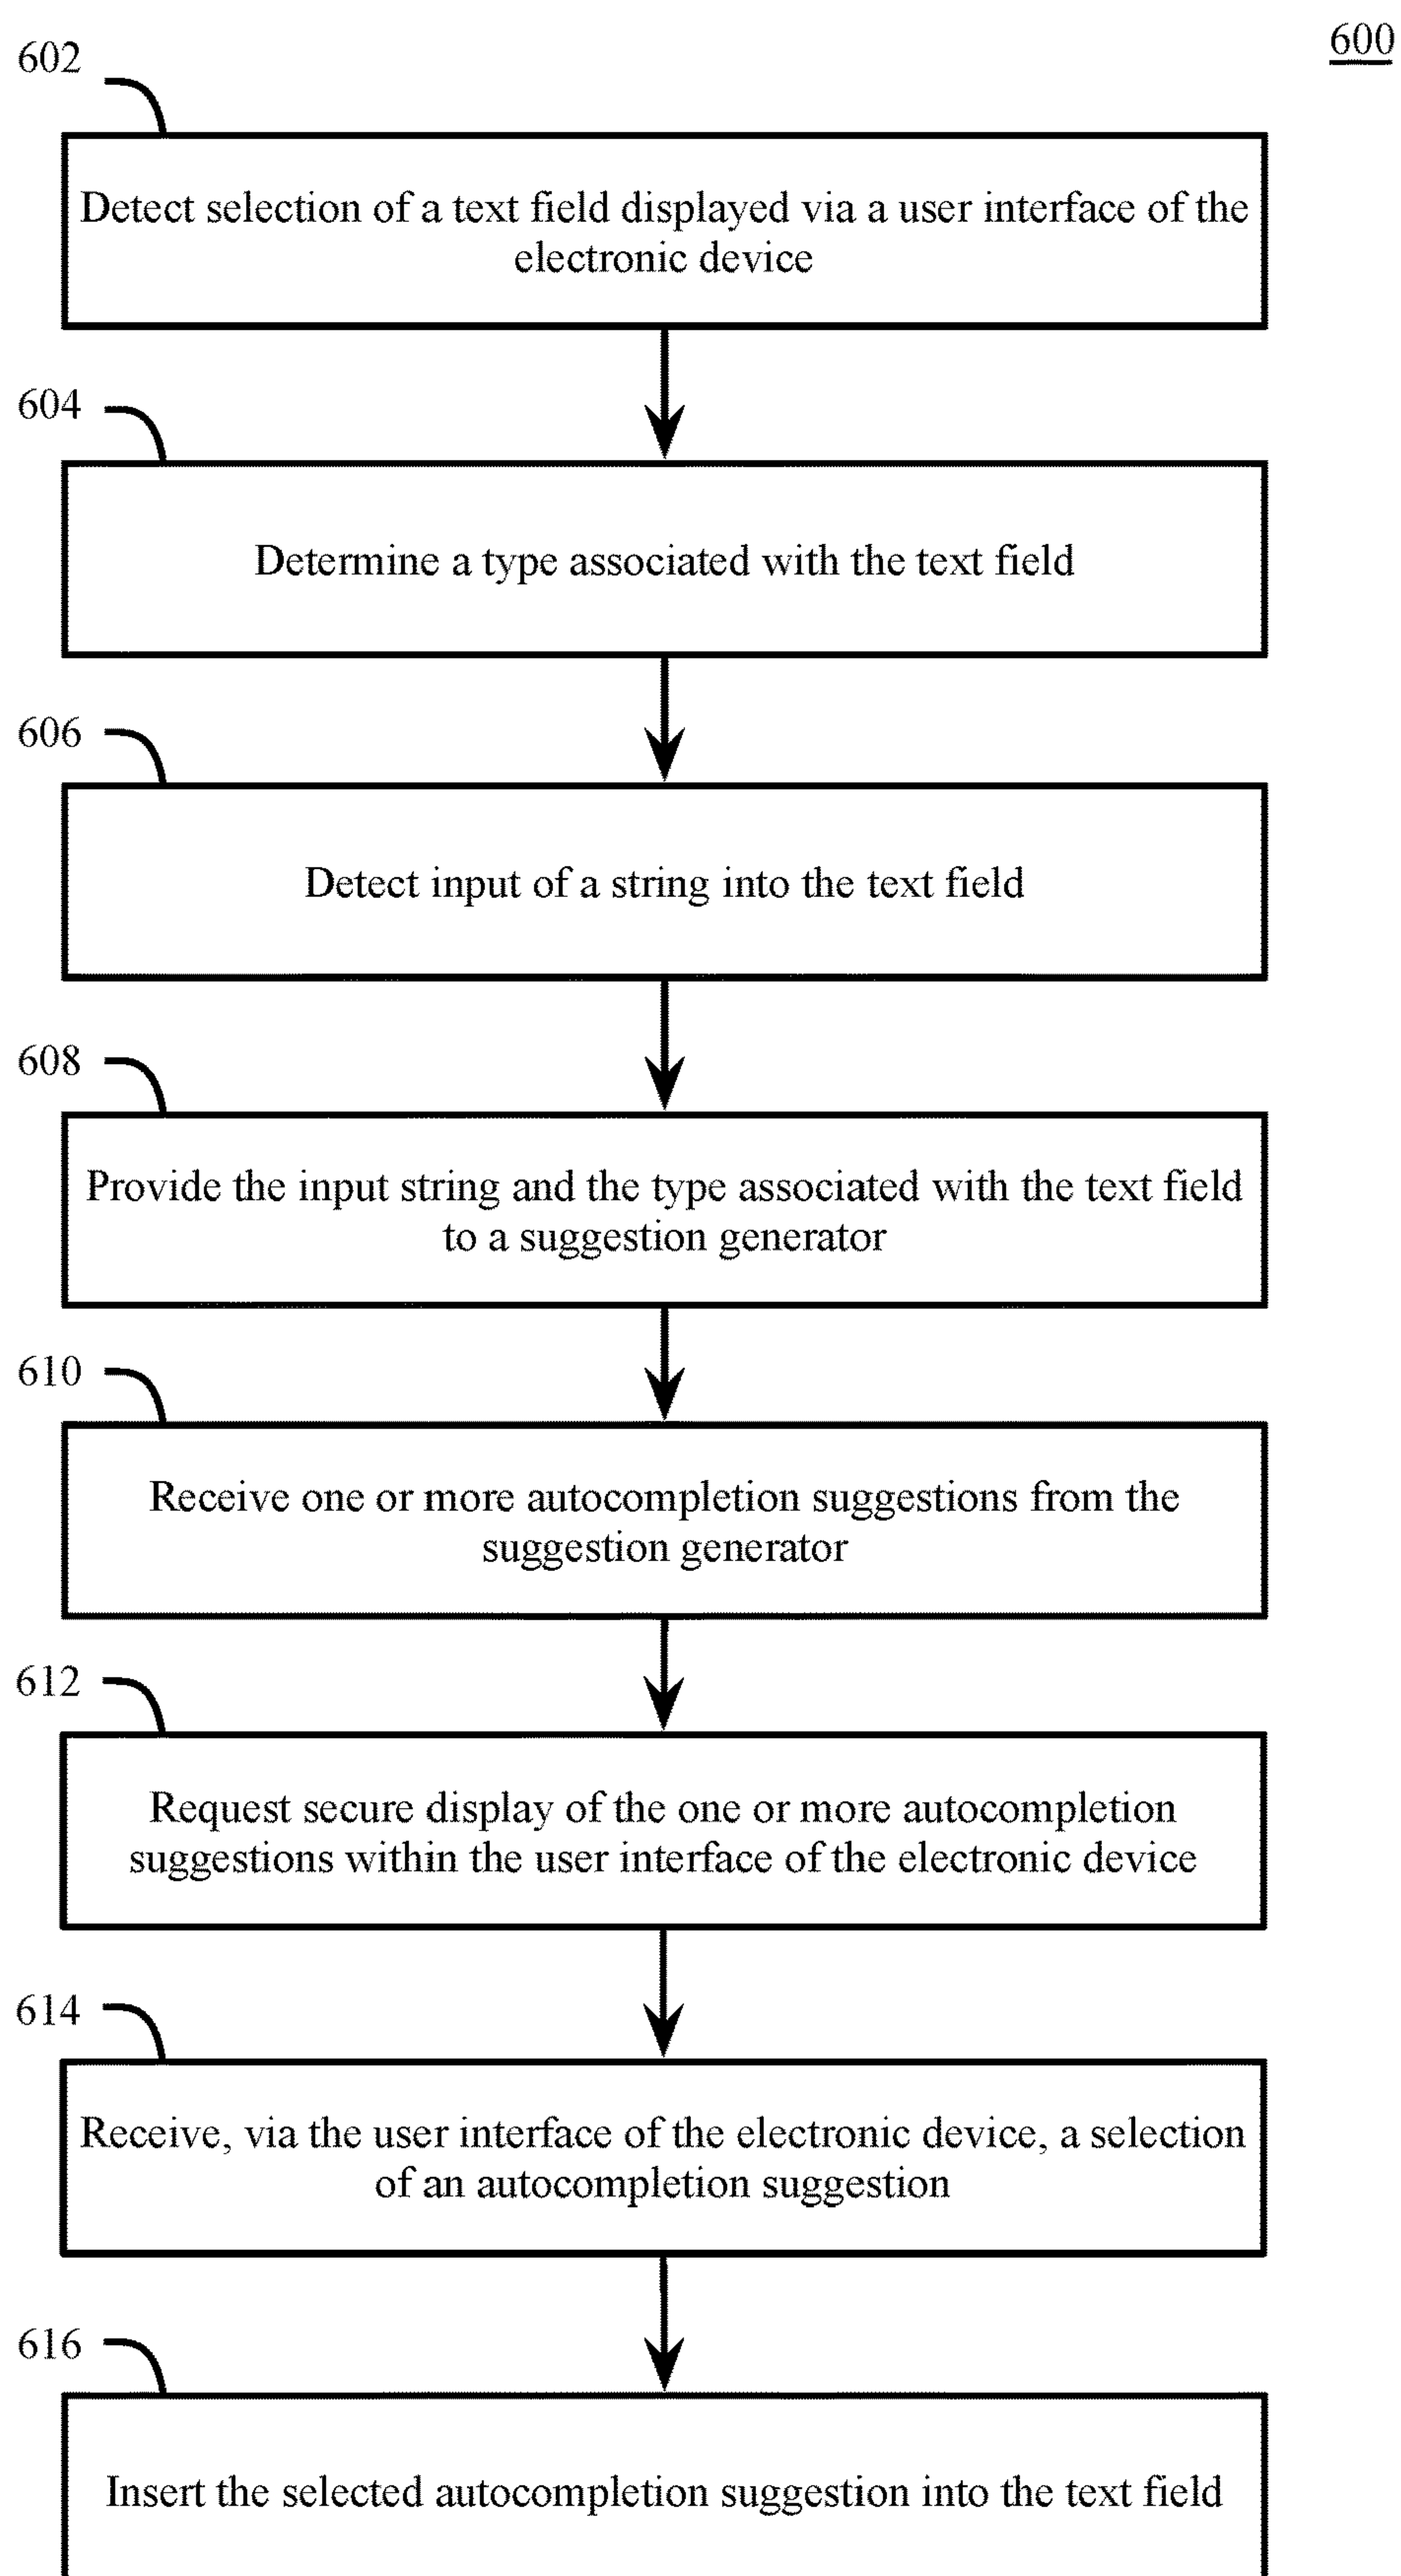 600
602
Detect selection of a text field displayed via a user interface of the
electronic device
604
Determine a type associated with the text field
606
Detect input of a string into the text field
608
Provide the input string and the type associated with the text field
to a suggestion generator
610
Receive one or more autocompletion suggestions from the
suggestion generator
612
Request secure display of the one or more autocompletion
suggestions within the user interface of the electronic device
614
Receive, via the user interface of the electronic device, a selection
of an autocompletion suggestion
616
Insert the selected autocompletion suggestion into the text field